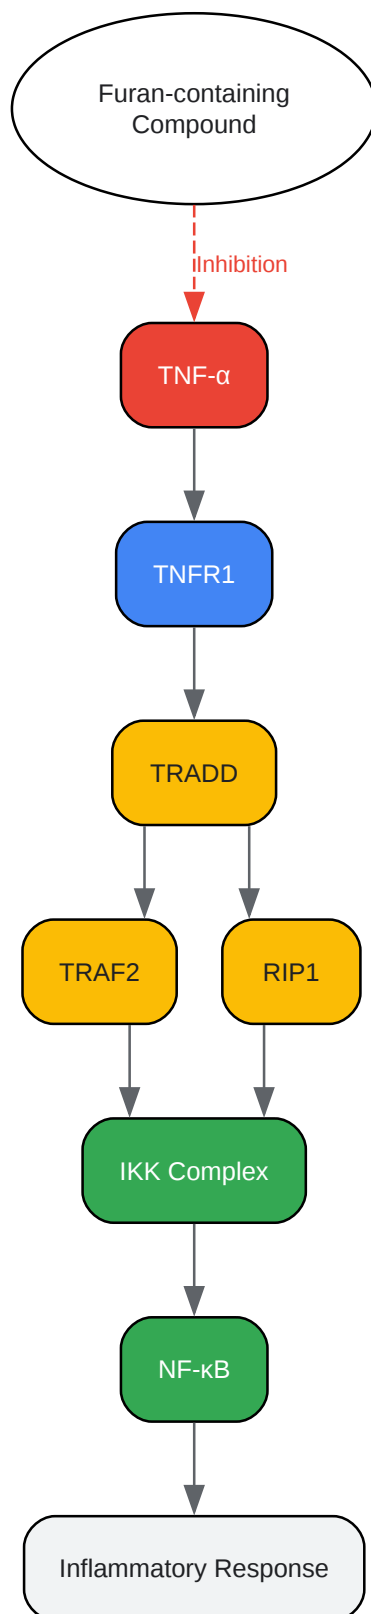 Furan-containing
Compound
Inhibition
TNF-α
TNFR1
TRADD
TRAF2
RIP1
IKK Complex
NF-κB
Inflammatory Response